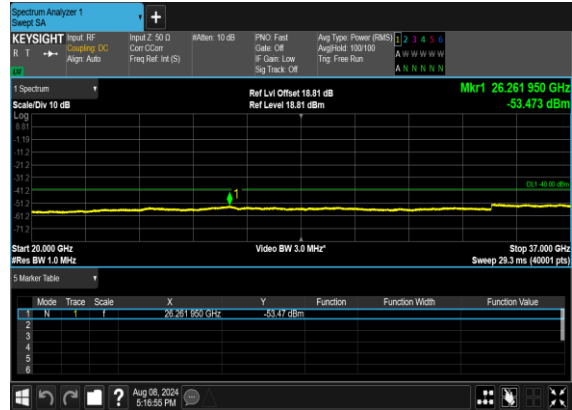 Spectrum Analyzer 1
Swept SA
+
KEYSIGHT Input: RF Input Z: 50 Ω #Atten: 10 dB PNO: Fast Avg Type: Power (RMS) 1 2 3 4 5 6
R T Coupling: DC Corr CCorr Gate: Off Avg|Hold: 100/100 A W W W W W
Align: Auto Freq Ref: Int (S) IF Gain: Low Trig: Free Run
Sig Track: Off A N N N N N
1 Spectrum Ref Lvl Offset 18.81 dB Mkr1 26.261 950 GHz
Scale/Div 10 dB Ref Level 18.81 dBm -53.473 dBm
Log
8.81
-1.19
-11.2
-21.2
-31.2
-41.2 DL1 -40.00 dBm
-51.2 1
-61.2
-71.2
Start 20.000 GHz Video BW 3.0 MHz* Stop 37.000 GHz
#Res BW 1.0 MHz Sweep 29.3 ms (40001 pts)
5 Marker Table
Mode Trace Scale X Y Function Function Width Function Value
1 N 1 f 26.261 950 GHz -53.47 dBm
2
3
4
5
6
? Aug 08, 2024
5:16:55 PM